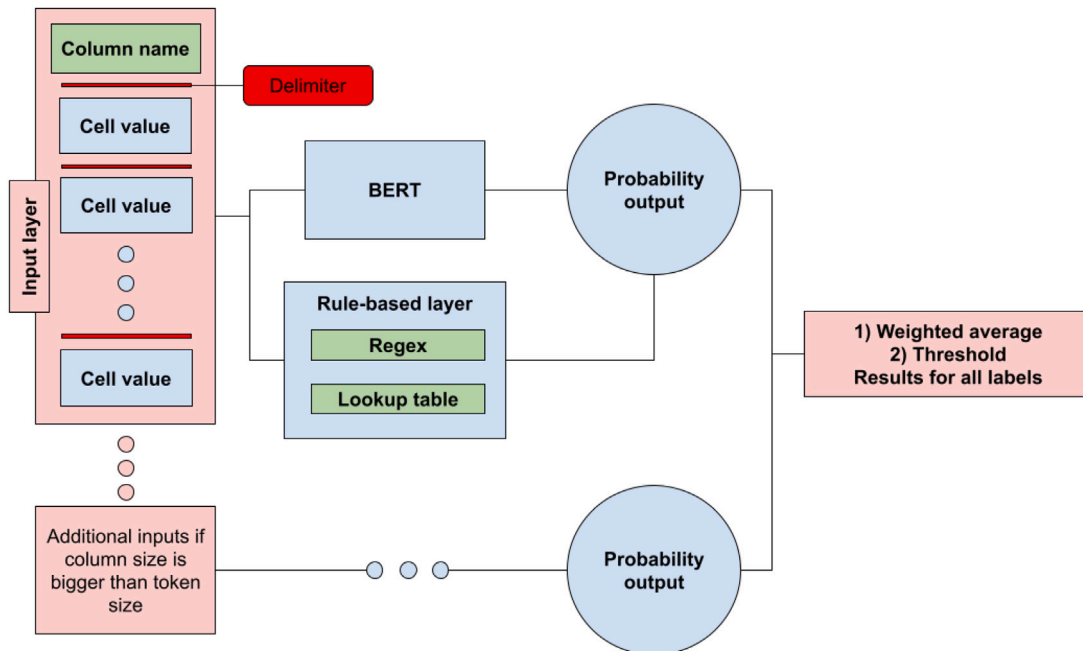 Column name
Delimiter
Cell value
Cell value
Input layer
Cell value
BERT
Probability
output
Rule-based layer
Regex
Lookup table
1) Weighted average
2) Threshold
Results for all labels
Additional inputs if
column size is
bigger than token
size
Probability
output